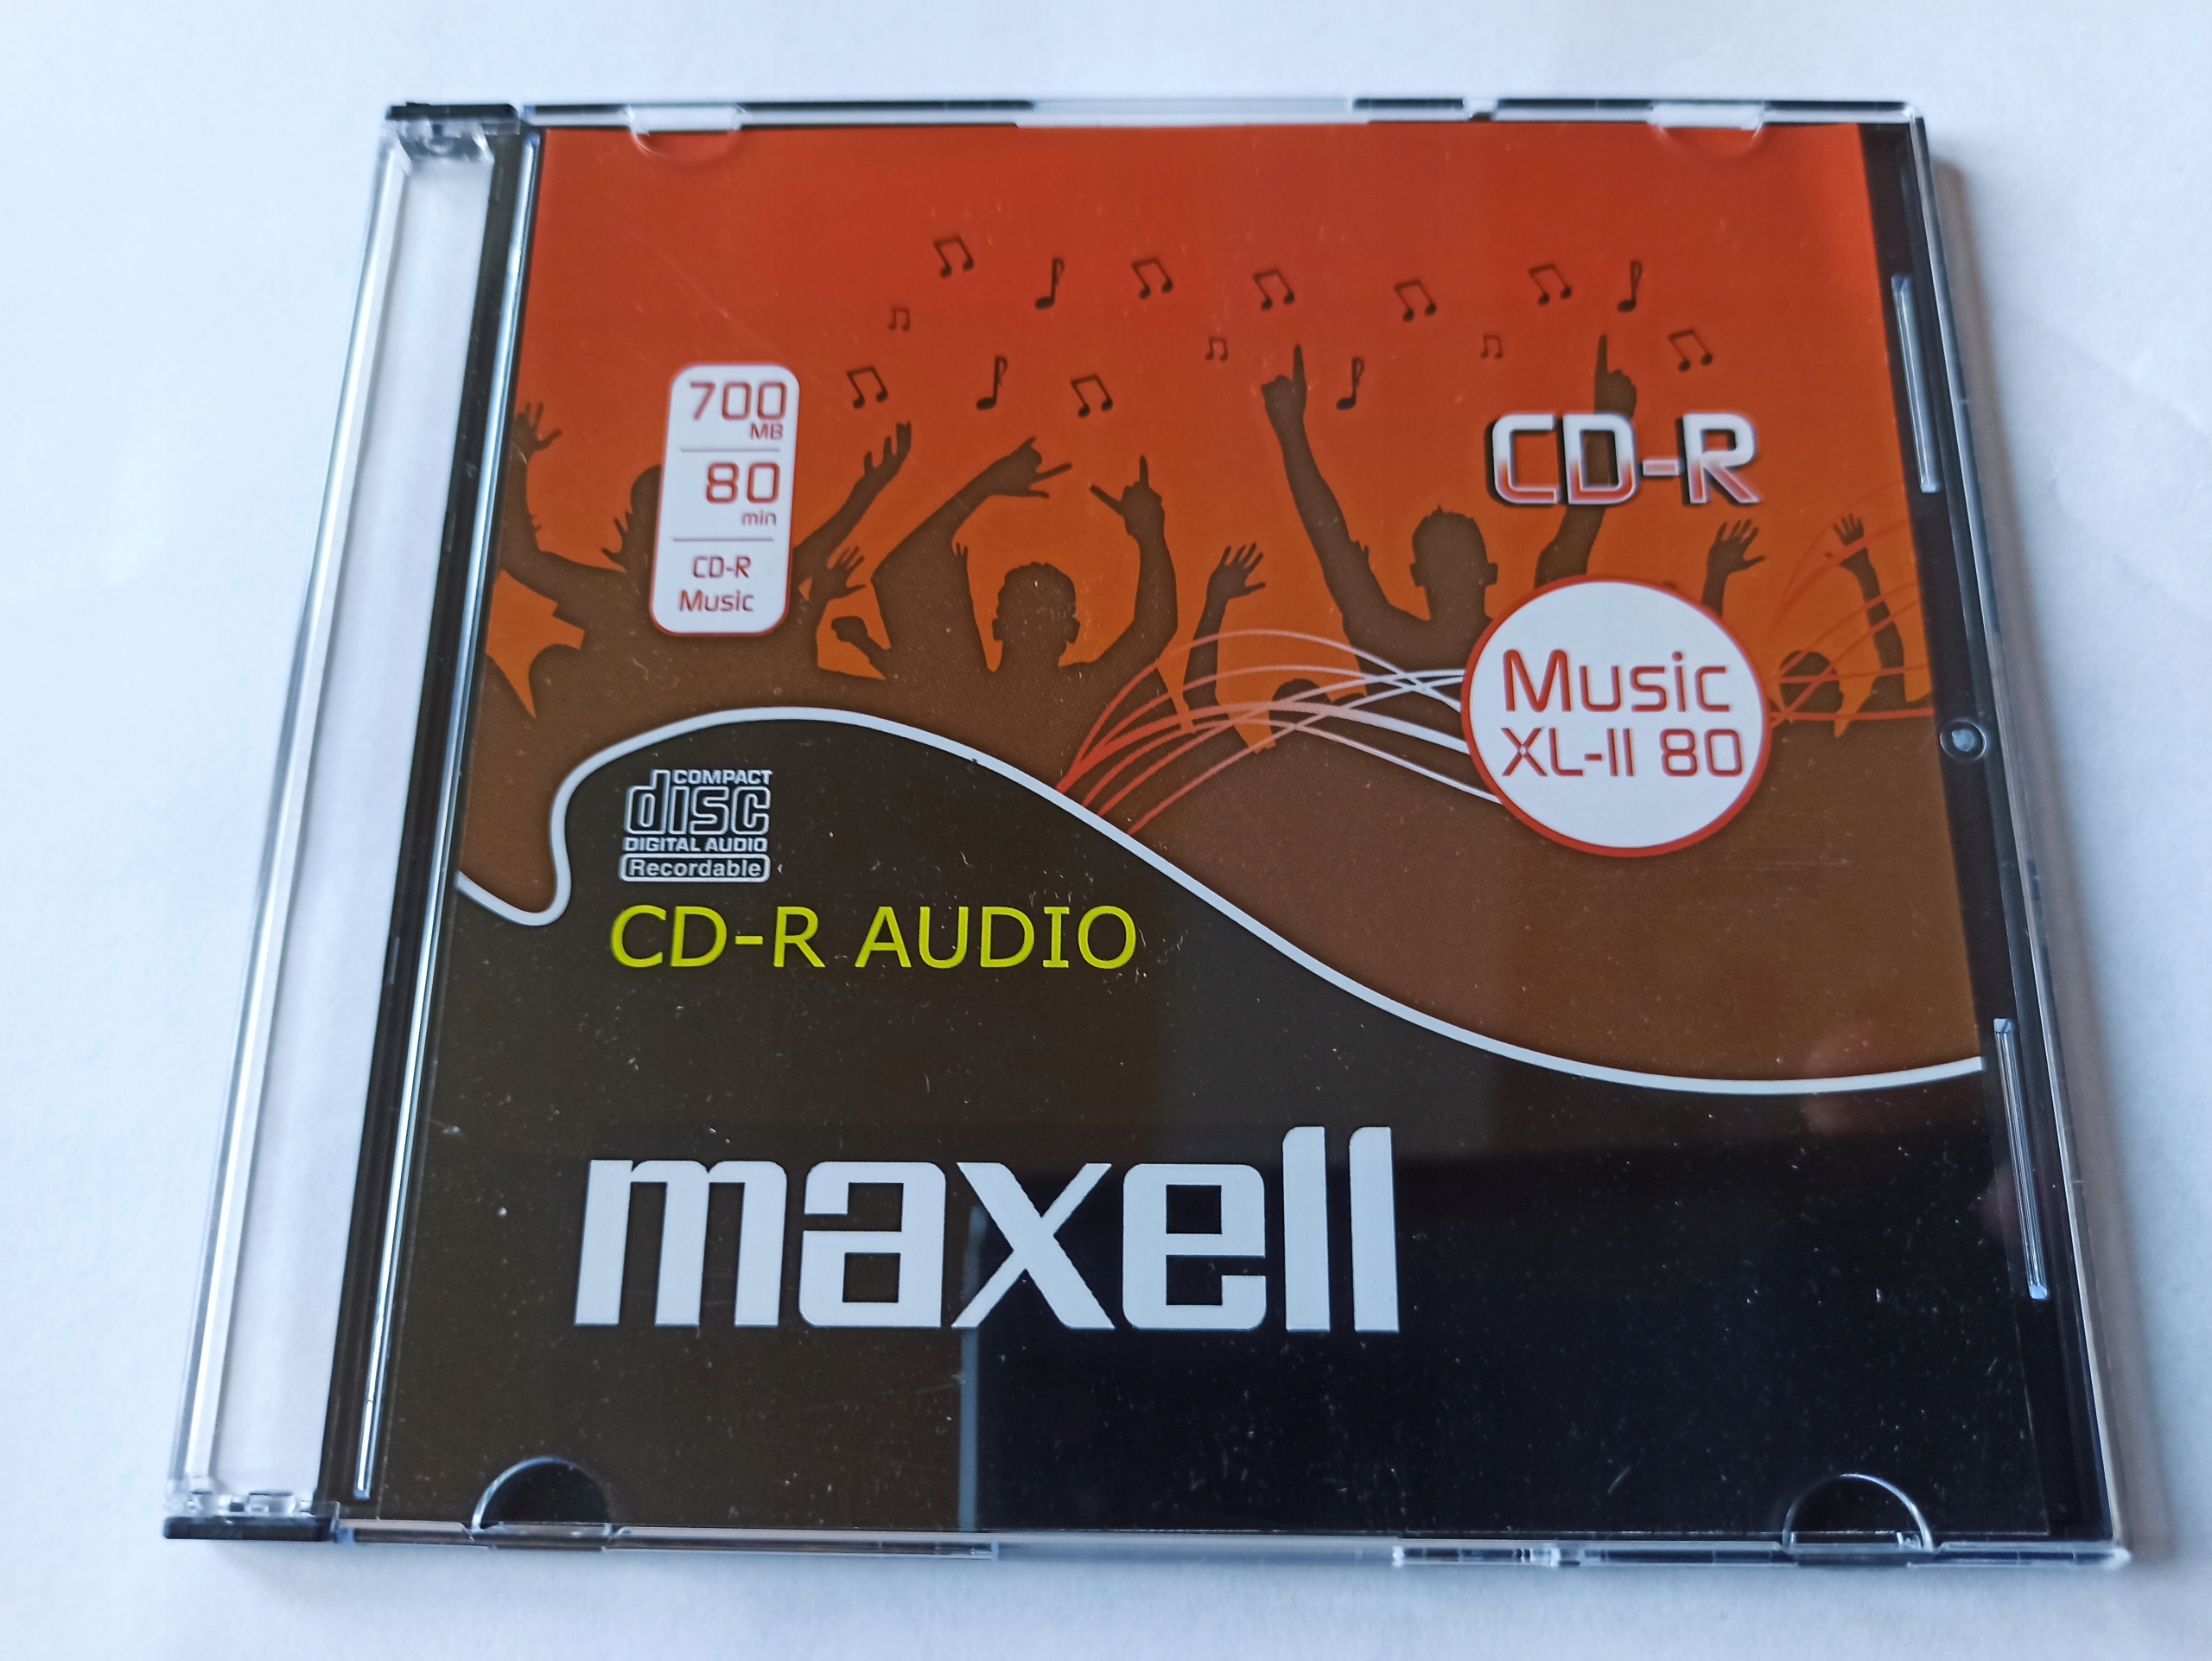 700
MB
80
min
CD-R
Music
CD-R
Music
XL-II 80
COMPACT
disc
DIGITAL AUDIO
Recordable
CD-R AUDIO
maxell